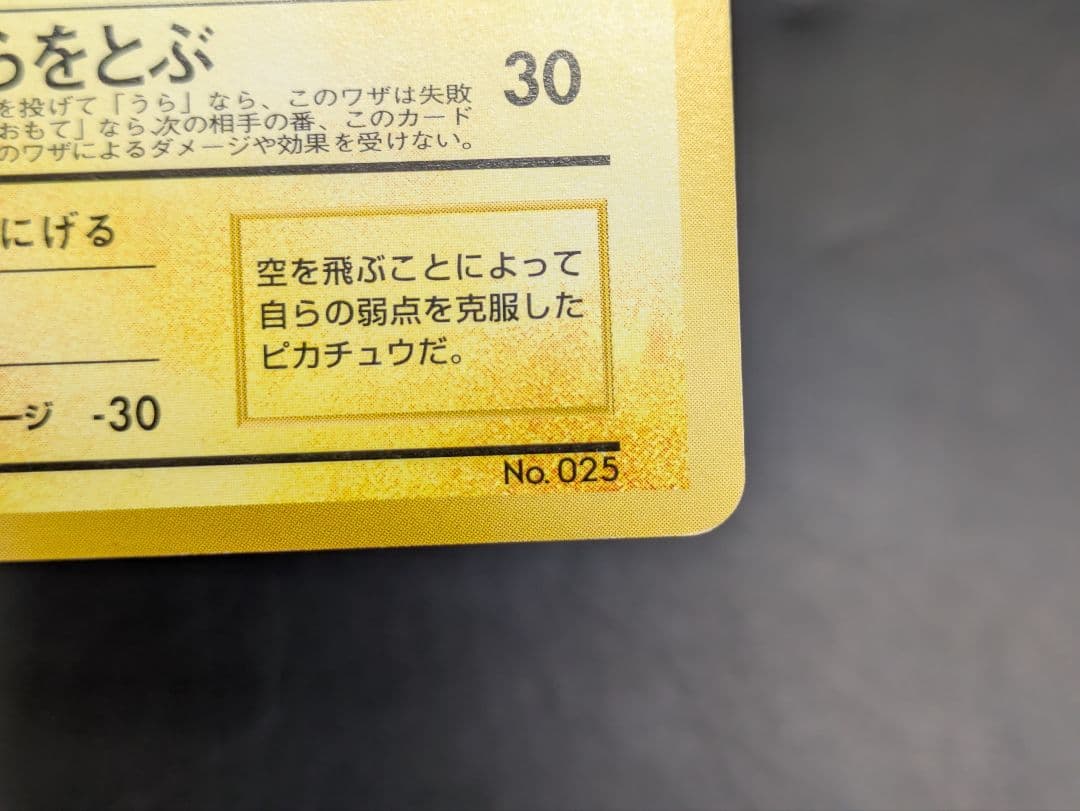 らをとぶ
30
を投げて「うら」なら、このワザは失敗
おもて」なら、次の相手の番、このカード
のワザによるダメージや効果を受けない。
にげる
空を飛ぶことによって
自らの弱点を克服した
ピカチュウだ。
ージ -30
No. 025